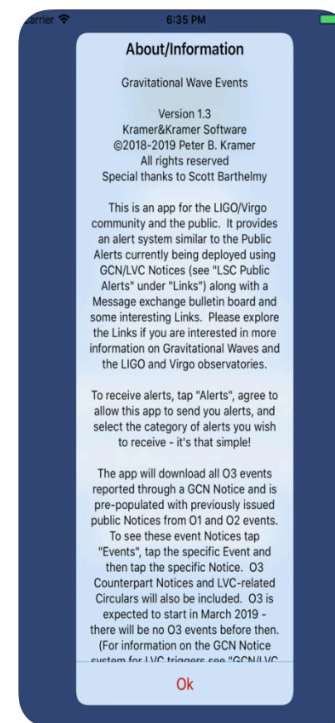 arrier 6:35 PM
About/Information
Gravitational Wave Events
Version 1.3
Kramer&Kramer Software
©2018-2019 Peter B. Kramer
All rights reserved
Special thanks to Scott Barthelmy
This is an app for the LIGO/Virgo
community and the public. It provides
an alert system similar to the Public
Alerts currently being deployed using
GCN/LVC Notices (see "LSC Public
Alerts" under "Links") along with a
Message exchange bulletin board and
some interesting Links. Please explore
the Links if you are interested in more
information on Gravitational Waves and
the LIGO and Virgo observatories.
To receive alerts, tap "Alerts", agree to
allow this app to send you alerts, and
select the category of alerts you wish
to receive - it's that simple!
The app will download all O3 events
reported through a GCN Notice and is
pre-populated with previously issued
public Notices from O1 and O2 events.
To see these event Notices tap
"Events", tap the specific Event and
then tap the specific Notice. O3
Counterpart Notices and LVC-related
Circulars will also be included. O3 is
expected to start in March 2019 -
there will be no O3 events before then.
(For information on the GCN Notice
system for LVC triggers see "GCN/LVC
Ok